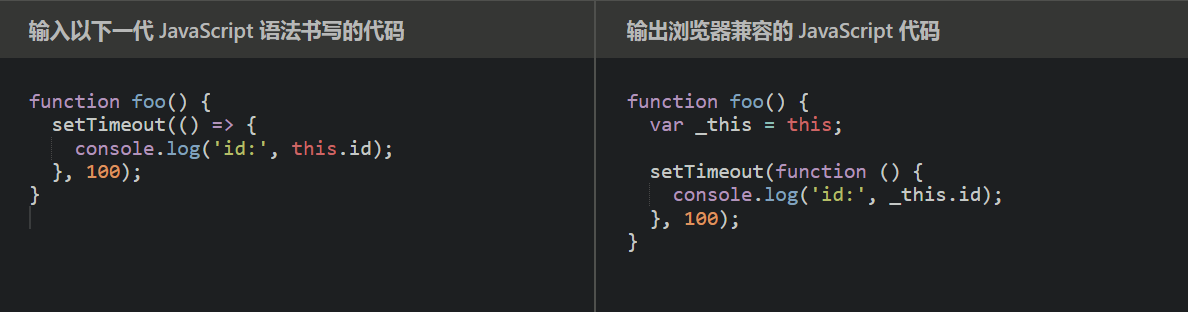 输入以下一代 JavaScript 语法书写的代码
function foo() {
  setTimeout(() => {
    console.log('id:', this.id);
  }, 100);
}
输出浏览器兼容的 JavaScript 代码
function foo() {
  var _this = this;

  setTimeout(function () {
    console.log('id:', _this.id);
  }, 100);
}